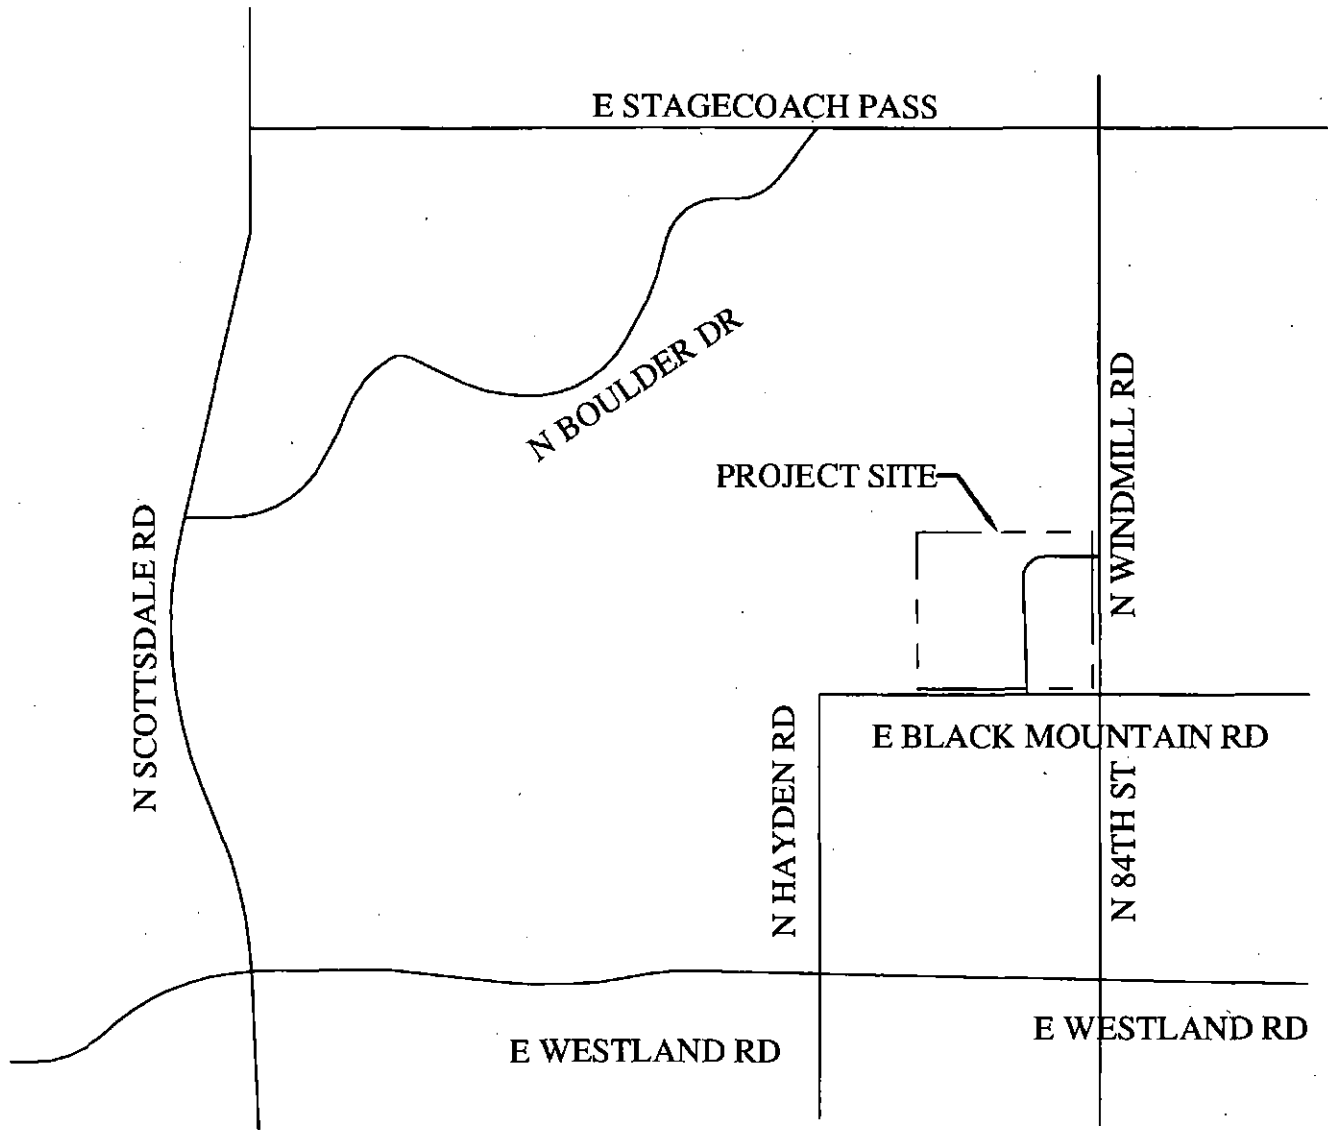 E STAGECOACH PASS
N BOULDER DR
N WINDMILL RD
PROJECT SITE
N SCOTTSDALE RD
N HAYDEN RD
E BLACK MOUNTAIN RD
N 84TH ST
E WESTLAND RD
E WESTLAND RD